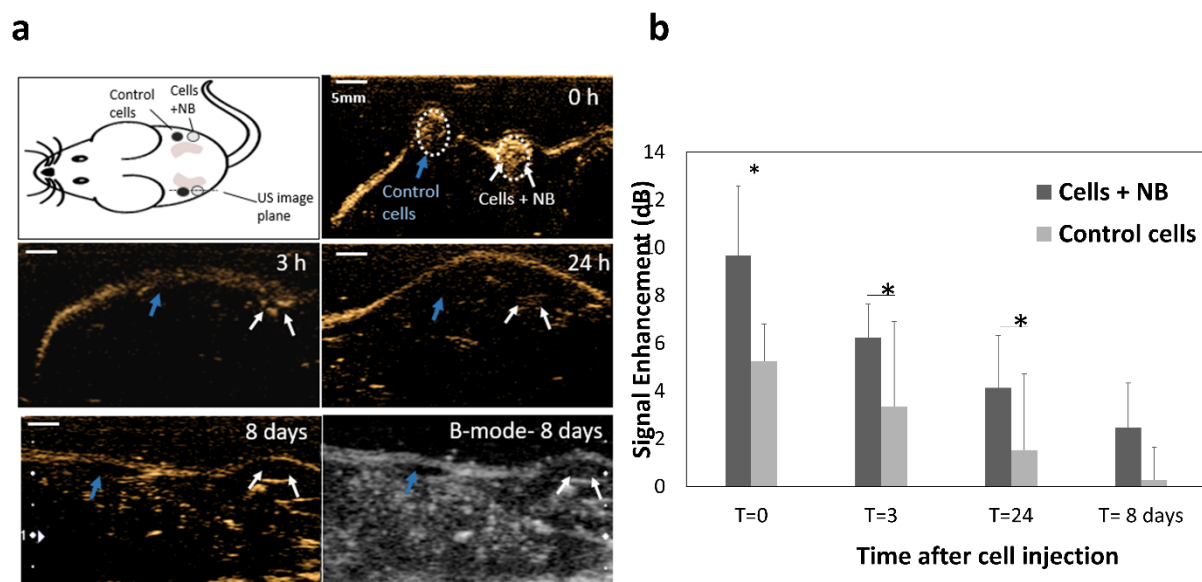 a
Control
cells
Cells
+NB
US image
plane
5mm
0 h
Control
cells
Cells + NB
3 h
24 h
8 days
B-mode- 8 days
1
b
Signal Enhancement (dB)
14
12
10
8
6
4
2
0
*
*
*
Cells + NB
Control cells
T=0
T=3
T=24
T= 8 days
Time after cell injection